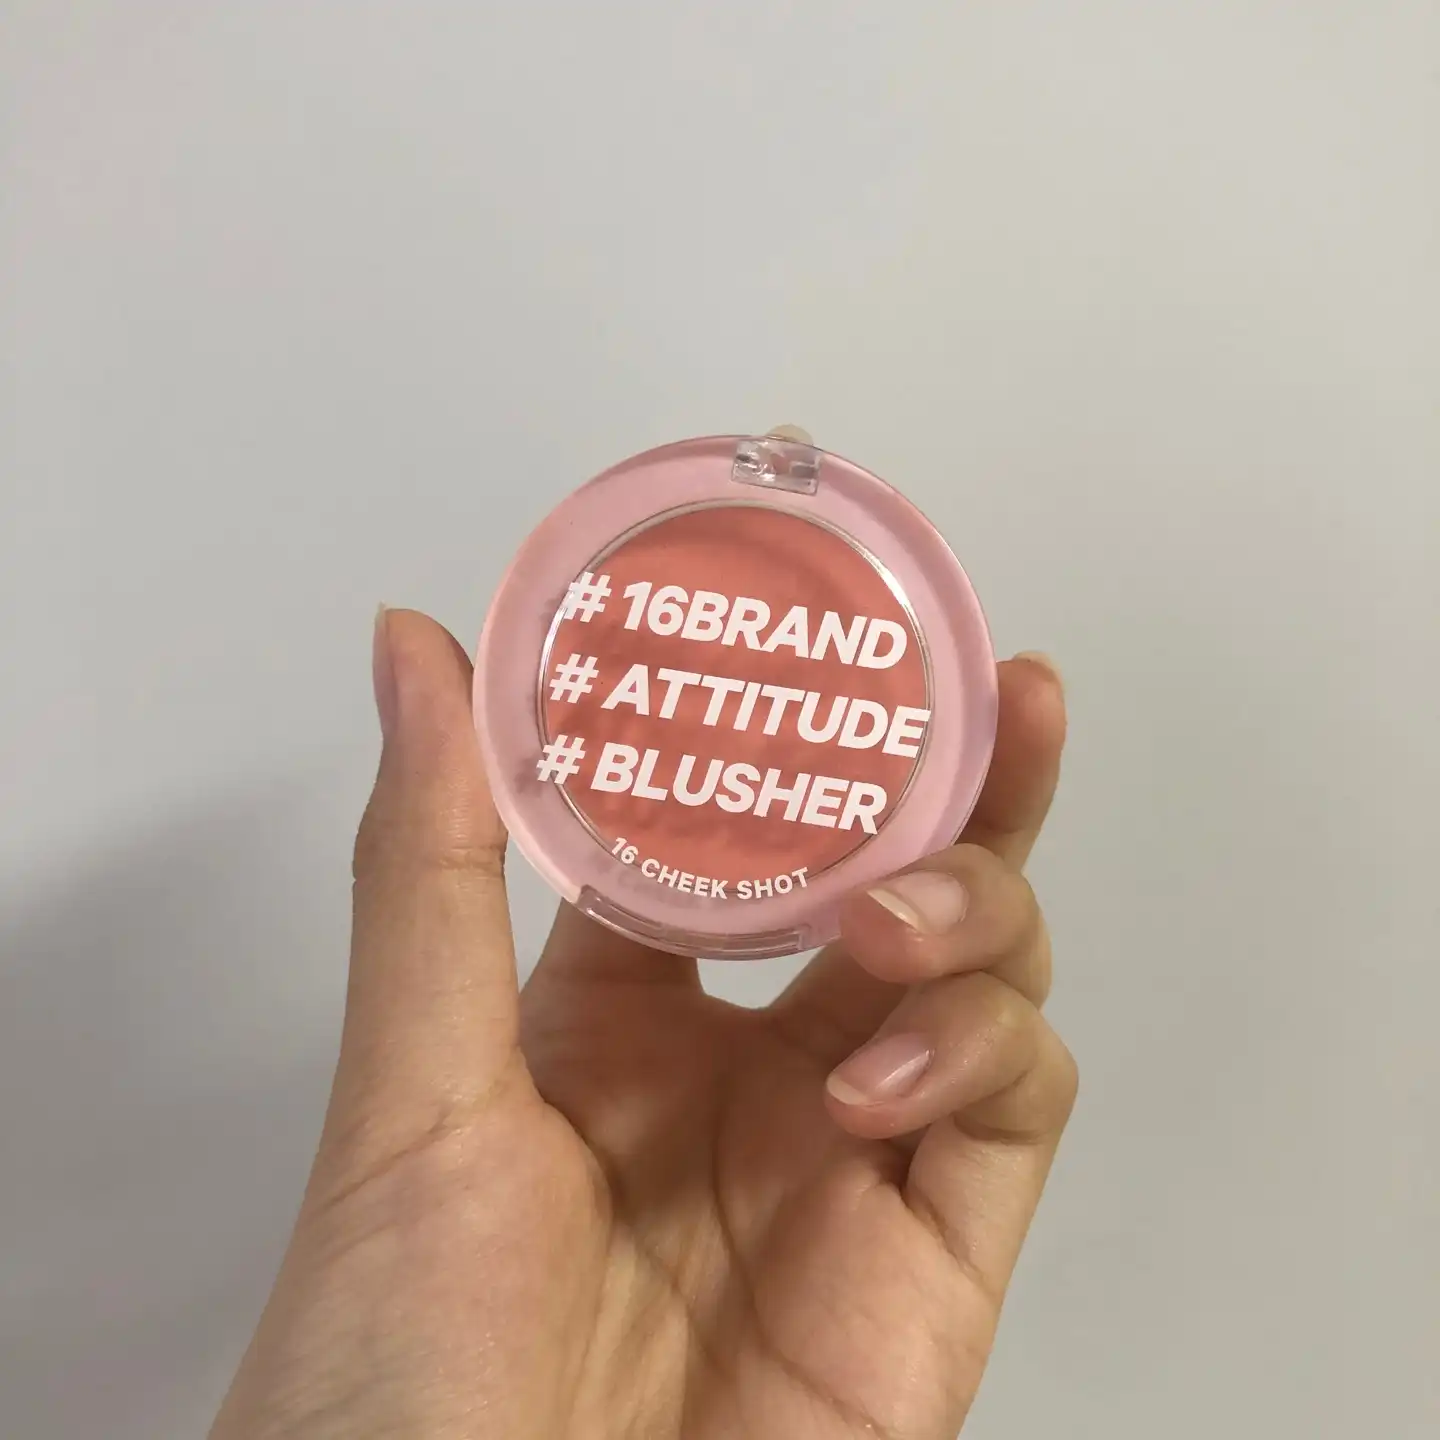 # 16BRAND
# ATTITUDE
# BLUSHER
16 CHEEK SHOT